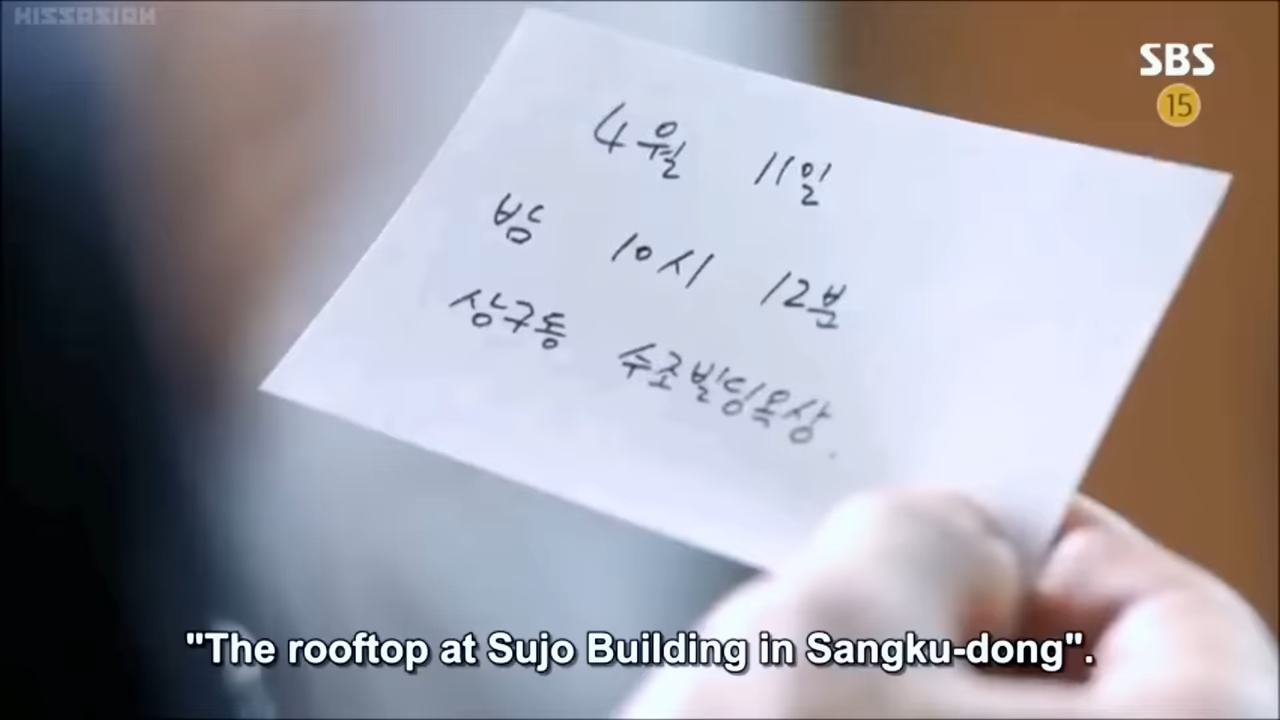 KISSASIAN
SBS
15
4월 11일
밤 10시 12분
상구동 수조빌딩옥상.
"The rooftop at Sujo Building in Sangku-dong".